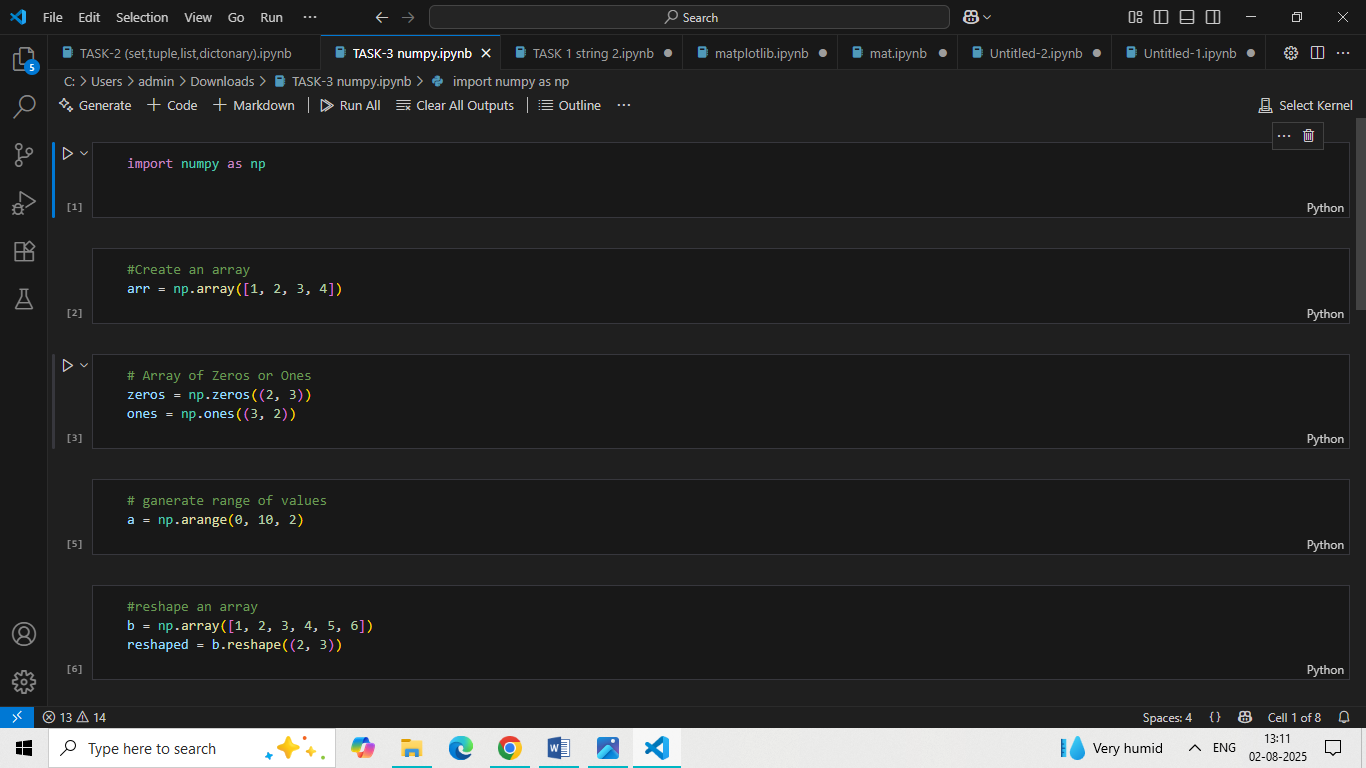 File Edit Selection View Go Run ··· Search
TASK-2 (set,tuple,list,dictonary).ipynb TASK-3 numpy.ipynb TASK 1 string 2.ipynb matplotlib.ipynb mat.ipynb Untitled-2.ipynb Untitled-1.ipynb ···
5
C: > Users > admin > Downloads > TASK-3 numpy.ipynb > import numpy as np
Generate + Code + Markdown | Run All Clear All Outputs | Outline ··· Select Kernel
import numpy as np
[1] Python
#Create an array
arr = np.array([1, 2, 3, 4])
[2] Python
# Array of Zeros or Ones
zeros = np.zeros((2, 3))
ones = np.ones((3, 2))
[3] Python
# ganerate range of values
a = np.arange(0, 10, 2)
[5] Python
#reshape an array
b = np.array([1, 2, 3, 4, 5, 6])
reshaped = b.reshape((2, 3))
[6] Python
13 14 Spaces: 4 {} Cell 1 of 8
Type here to search Very humid ENG 13:11
02-08-2025